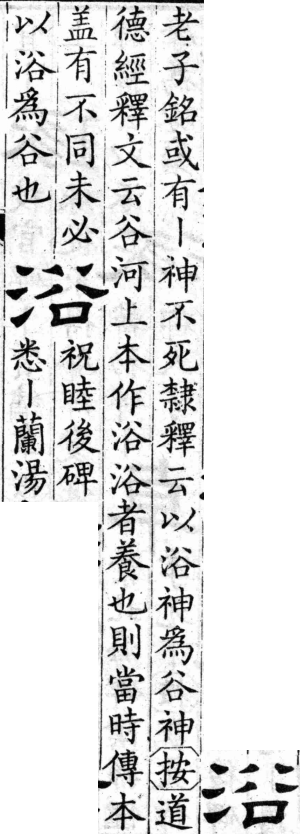 浴
老子銘或有丨神不死隸釋云以浴神爲谷神按道
德經釋文云谷河上本作浴浴者養也則當時傳本
盖有不同未必
以浴爲谷也
浴
祝睦後碑
悉丨蘭湯